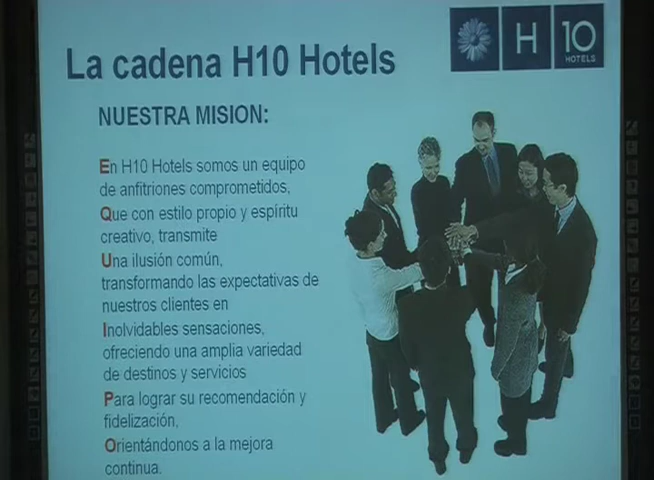 La cadena H10 Hotels
H 10
HOTELS
NUESTRA MISION:
En H10 Hotels somos un equipo
de anfitriones comprometidos,
Que con estilo propio y espíritu
creativo, transmite
Una ilusión común,
transformando las expectativas de
nuestros clientes en
Inolvidables sensaciones,
ofreciendo una amplia variedad
de destinos y servicios
Para lograr su recomendación y
fidelización,
Orientándonos a la mejora
continua.